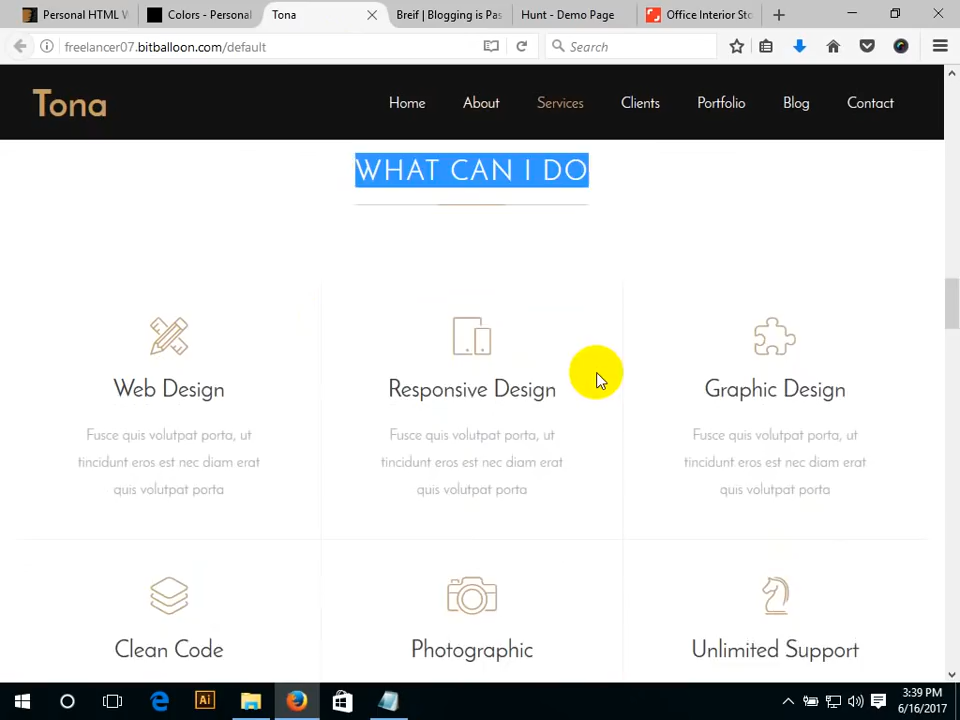 Personal HTML W
Colors - Personal
Tona
Breif | Blogging is Pas
Hunt - Demo Page
Office Interior Sto
freelancer07.bitballoon.com/default
Search
Tona
Home
About
Services
Clients
Portfolio
Blog
Contact
WHAT CAN I DO
Web Design
Fusce quis volutpat porta, ut
tincidunt eros est nec diam erat
quis volutpat porta
Responsive Design
Fusce quis volutpat porta, ut
tincidunt eros est nec diam erat
quis volutpat porta
Graphic Design
Fusce quis volutpat porta, ut
tincidunt eros est nec diam erat
quis volutpat porta
Clean Code
Photographic
Unlimited Support
Ai
3:39 PM
6/16/2017